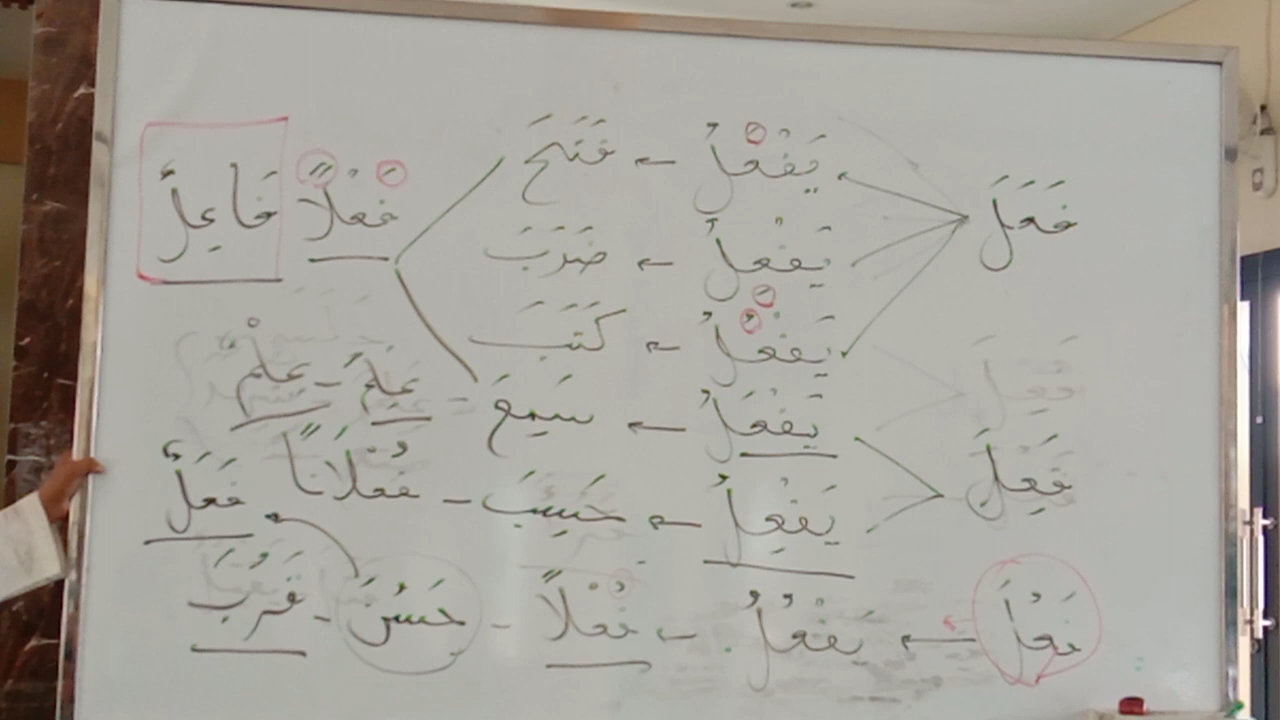 فَعَلَ يَفْعَلُ ← فَتَحَ فَعْلًا فَاعِلٌ
يَفْعِلُ ← ضَرَبَ
يَفْعُلُ ← كَتَبَ
فَعِلَ يَفْعَلُ ← سَمِعَ - عَلِمَ - عِلْمٌ
يَفْعِلُ ← حَسِبَ - فُعْلَانًا فَعَلٌ
فَعُلَ ← يَفْعُلُ ← فُعْلًا - حَسُنَ - قَرُبَ